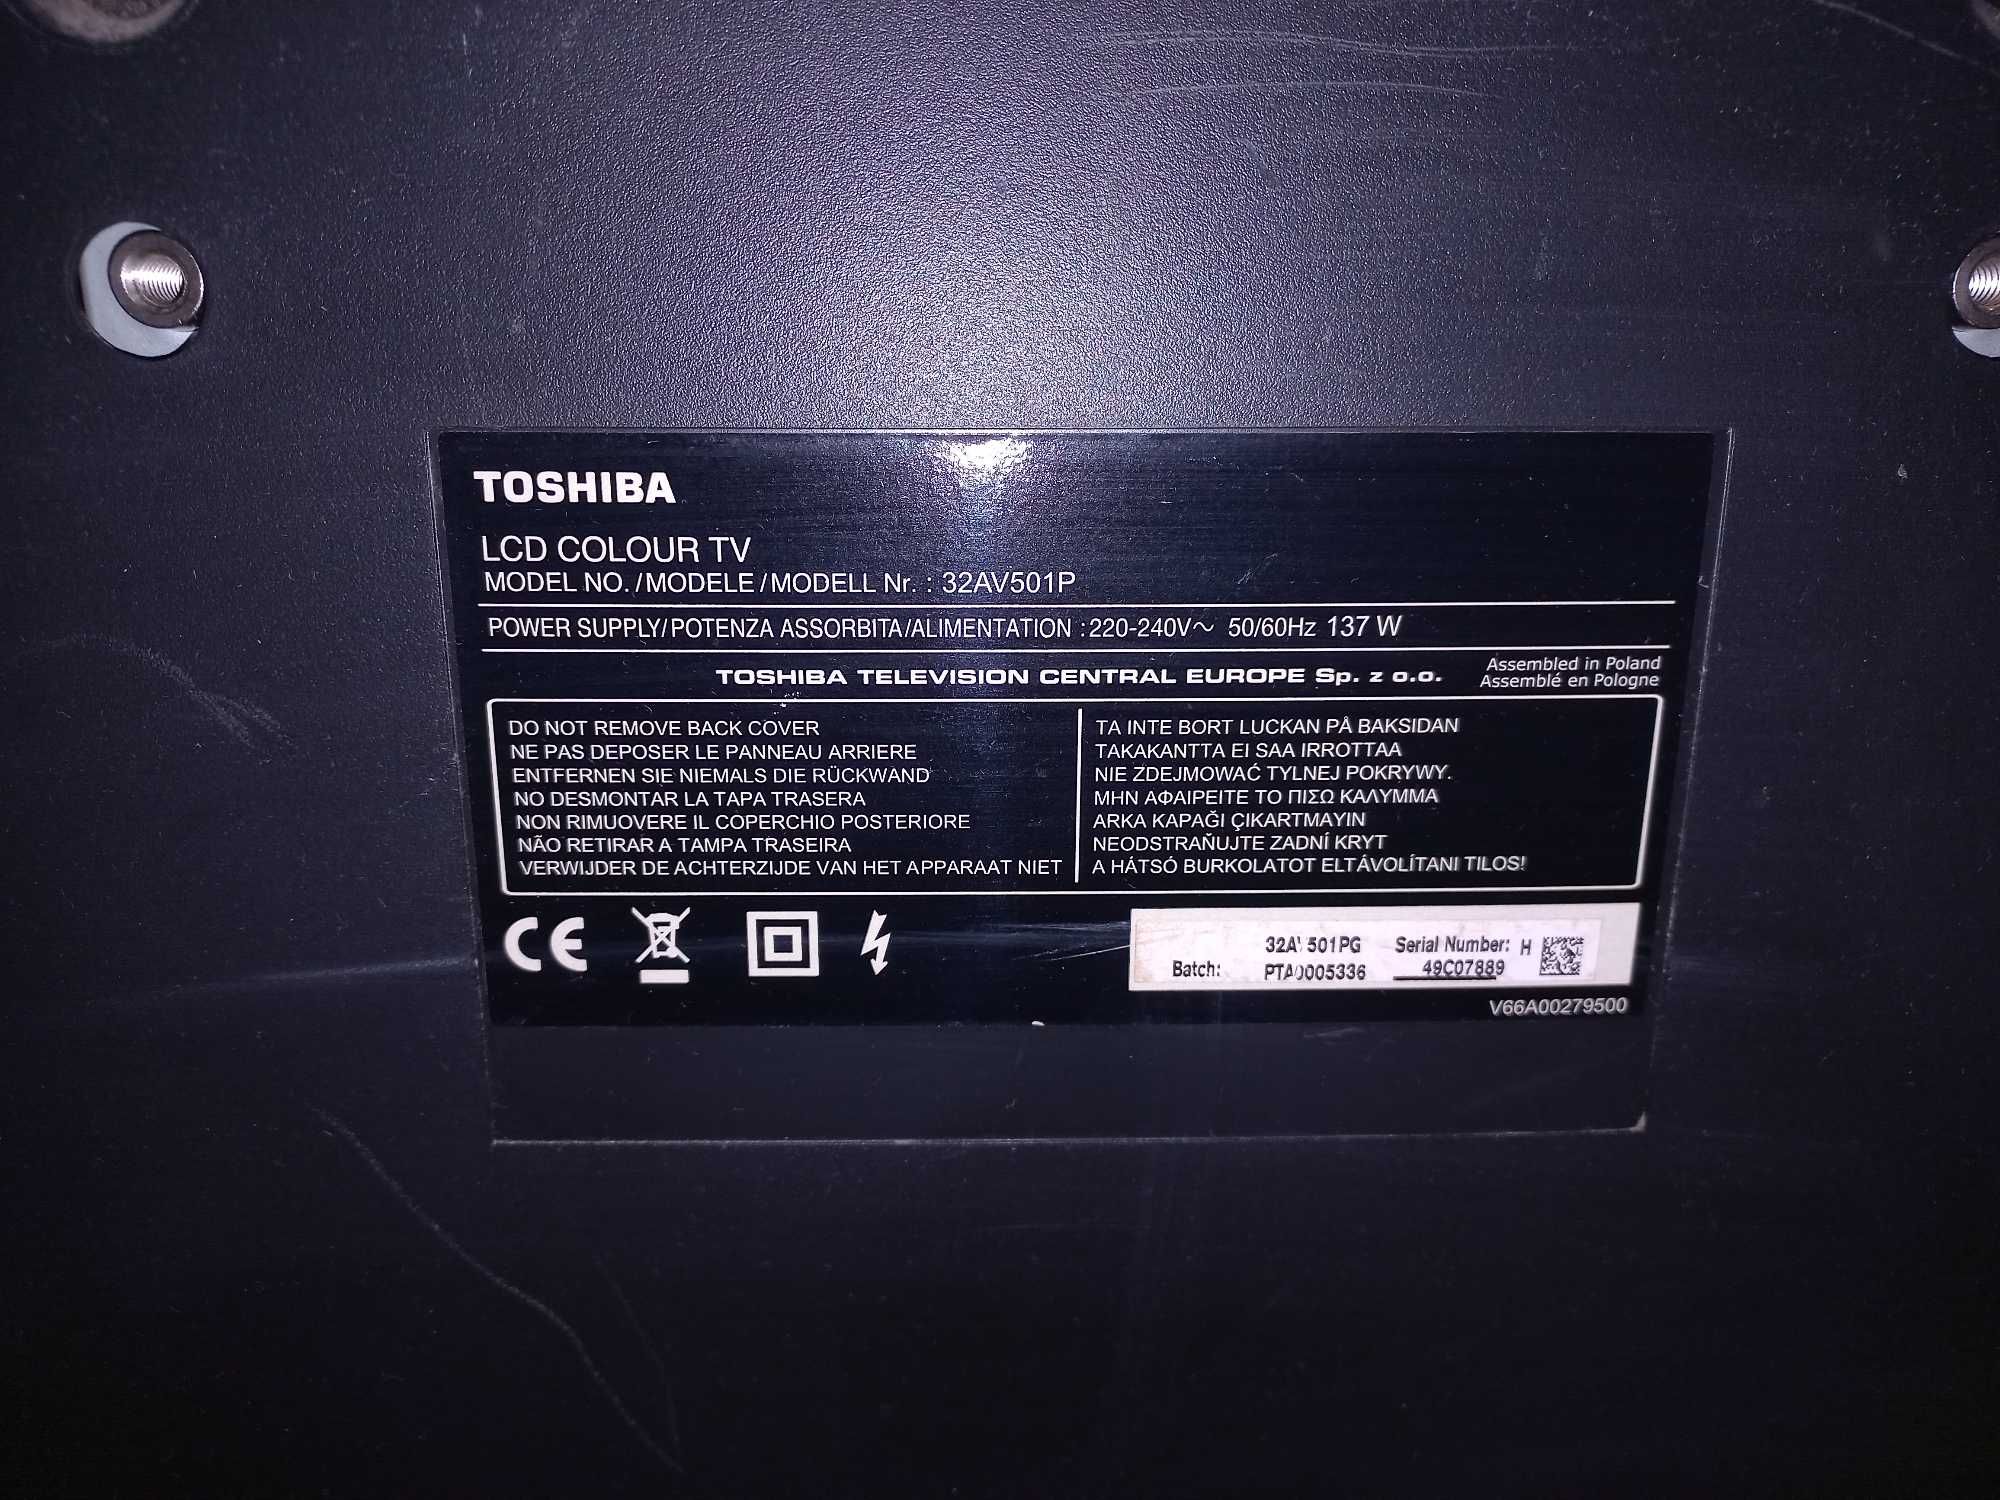 TOSHIBA
LCD COLOUR TV
MODEL NO./MODELE/MODELL Nr. : 32AV501P
POWER SUPPLY/POTENZA ASSORBITA/ALIMENTATION :220-240V~ 50/60Hz 137 W
TOSHIBA TELEVISION CENTRAL EUROPE Sp. z o.o.
Assembled in Poland
Assemblé en Pologne
DO NOT REMOVE BACK COVER
NE PAS DEPOSER LE PANNEAU ARRIERE
ENTFERNEN SIE NIEMALS DIE RÜCKWAND
NO DESMONTAR LA TAPA TRASERA
NON RIMUOVERE IL COPERCHIO POSTERIORE
NÃO RETIRAR A TAMPA TRASEIRA
VERWIJDER DE ACHTERZIJDE VAN HET APPARAAT NIET
TA INTE BORT LUCKAN PÅ BAKSIDAN
TAKAKANTTA EI SAA IRROTTAA
NIE ZDEJMOWAĆ TYLNEJ POKRYWY.
ΜΗΝ ΑΦΑΙΡΕΙΤΕ ΤΟ ΠΙΣΩ ΚΑΛΥΜΜΑ
ARKA KAPAĞI ÇIKARTMAYIN
NEODSTRAŇUJTE ZADNÍ KRYT
A HÁTSÓ BURKOLATOT ELTÁVOLÍTANI TILOS!
CE
32AV501PG Serial Number: H
Batch: PTA0005336 49C07889
V66A00279500